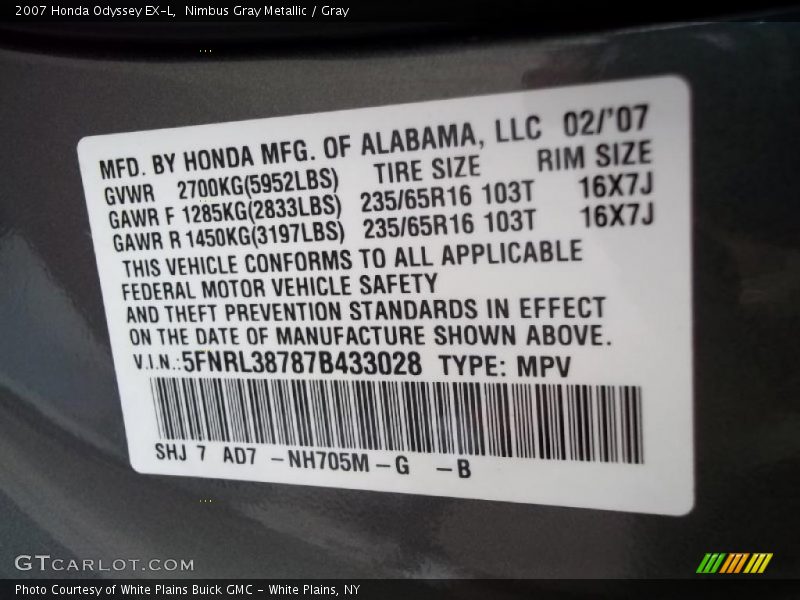 2007 Honda Odyssey EX-L, Nimbus Gray Metallic / Gray
MFD. BY HONDA MFG. OF ALABAMA, LLC 02/'07
GVWR 2700KG(5952LBS) TIRE SIZE RIM SIZE
GAWR F 1285KG(2833LBS) 235/65R16 103T 16X7J
GAWR R 1450KG(3197LBS) 235/65R16 103T 16X7J
THIS VEHICLE CONFORMS TO ALL APPLICABLE
FEDERAL MOTOR VEHICLE SAFETY
AND THEFT PREVENTION STANDARDS IN EFFECT
ON THE DATE OF MANUFACTURE SHOWN ABOVE.
V.I.N.:5FNRL38787B433028 TYPE: MPV
SHJ 7 AD7 -NH705M-G -B
GTCARLOT.COM
Photo Courtesy of White Plains Buick GMC - White Plains, NY